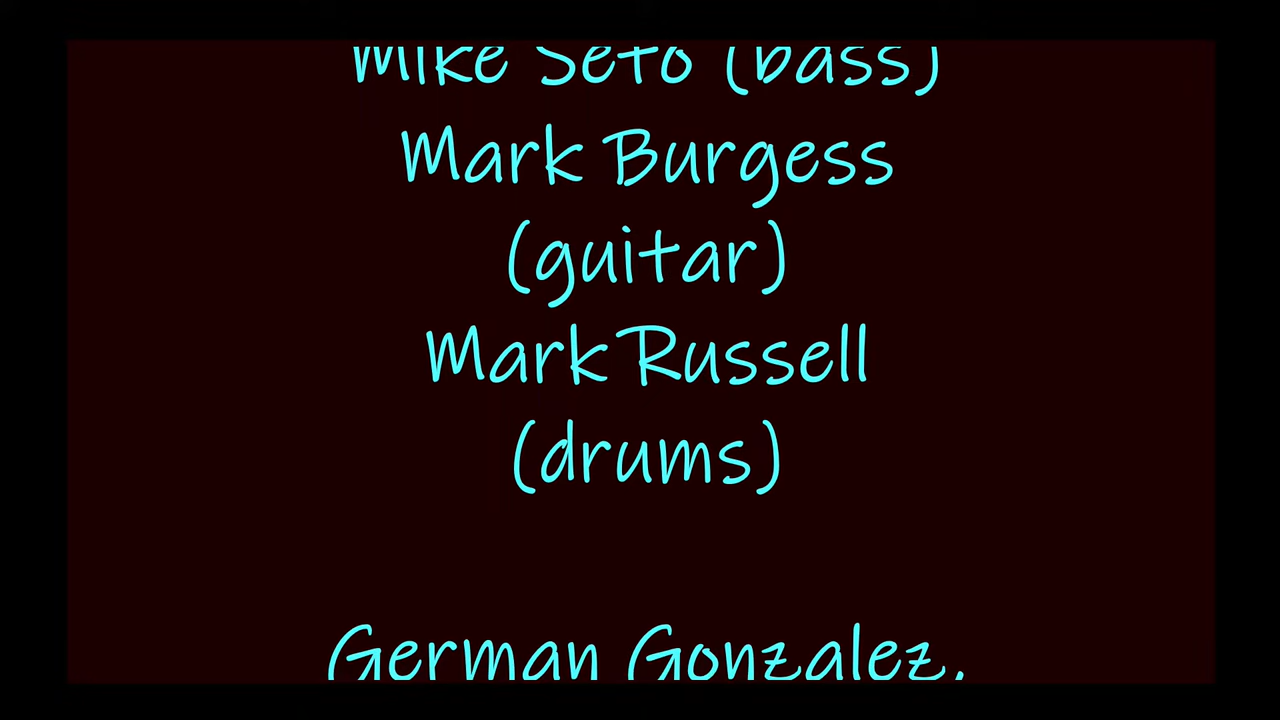 Mike Seto (bass)
Mark Burgess
(guitar)
Mark Russell
(drums)
German Gonzalez,